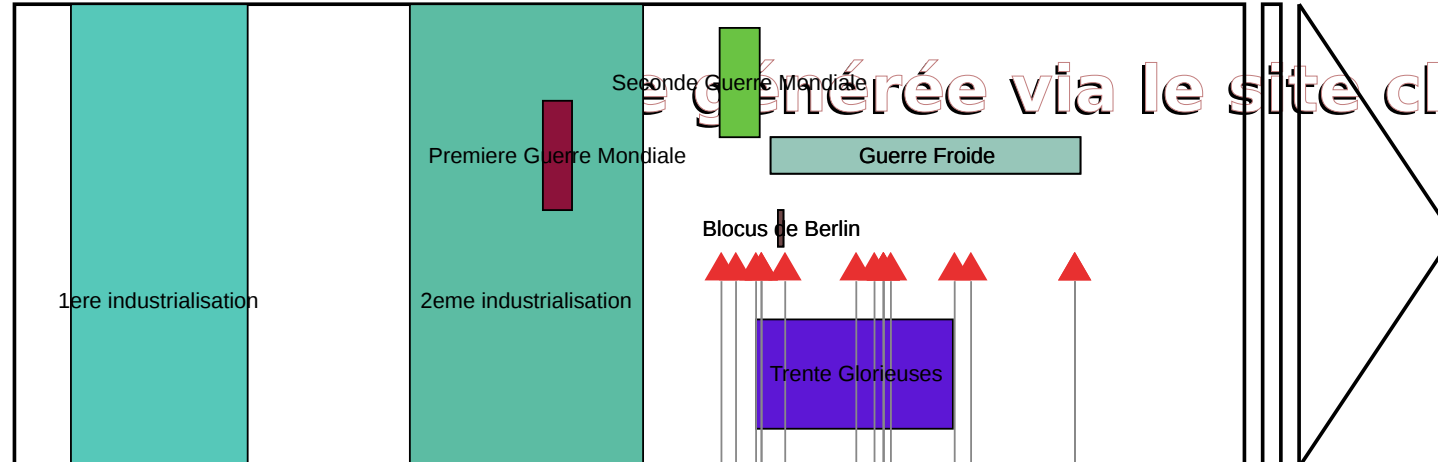 Seconde Guerre Mondiale
e générée via le site cl
Premiere Guerre Mondiale
Guerre Froide
Blocus de Berlin
1ere industrialisation
2eme industrialisation
Trente Glorieuses